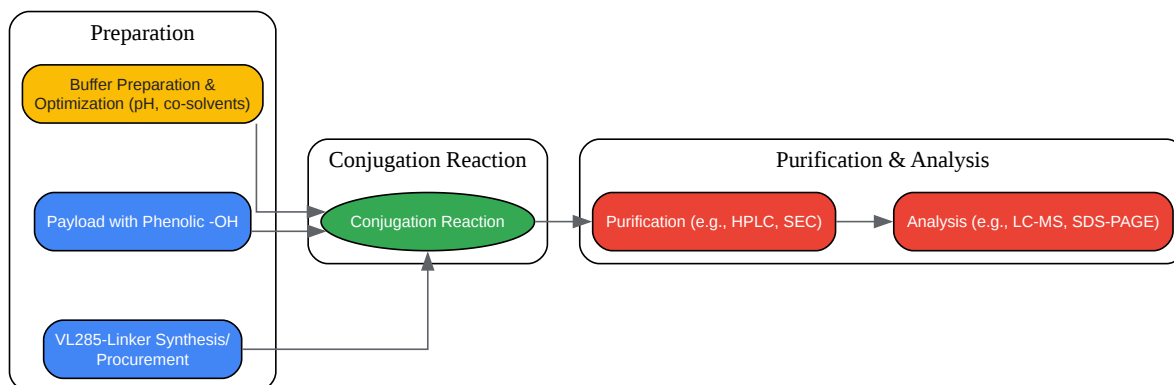 Preparation
Buffer Preparation &
Optimization (pH, co-solvents)
Payload with Phenolic -OH
VL285-Linker Synthesis/
Procurement
Conjugation Reaction
Conjugation Reaction
Purification & Analysis
Purification (e.g., HPLC, SEC)
Analysis (e.g., LC-MS, SDS-PAGE)